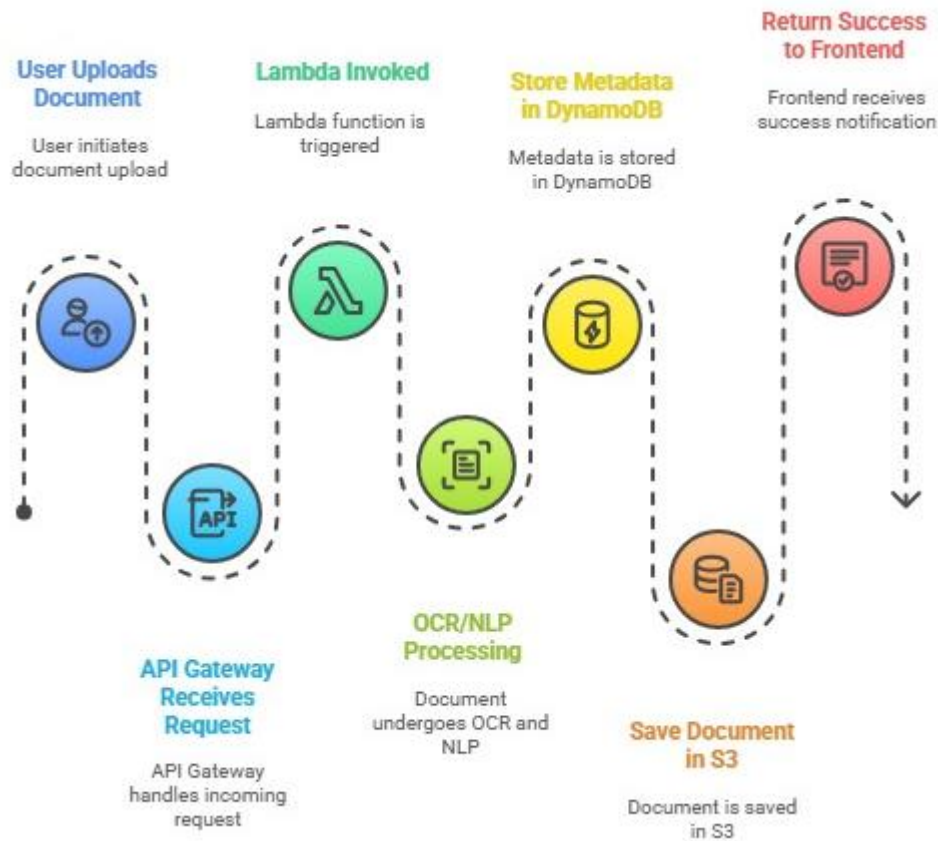 User Uploads
Document
User initiates
document upload
API
API Gateway
Receives
Request
API Gateway
handles incoming
request
Lambda Invoked
Lambda function is
triggered
OCR/NLP
Processing
Document
undergoes OCR and
NLP
Store Metadata
in DynamoDB
Metadata is stored
in DynamoDB
Save Document
in S3
Document is saved
in S3
Return Success
to Frontend
Frontend receives
success notification